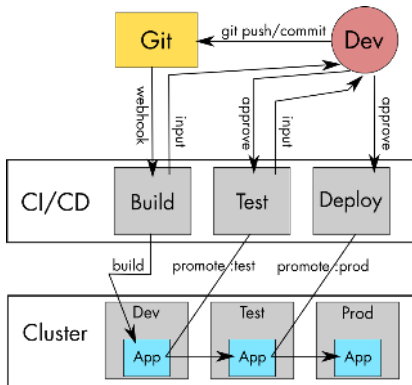 Git
git push/commit
Dev
webhook
input
approve
input
approve
CI/CD
Build
Test
Deploy
build
promote :test
promote :prod
Cluster
Dev
Test
Prod
App
App
App